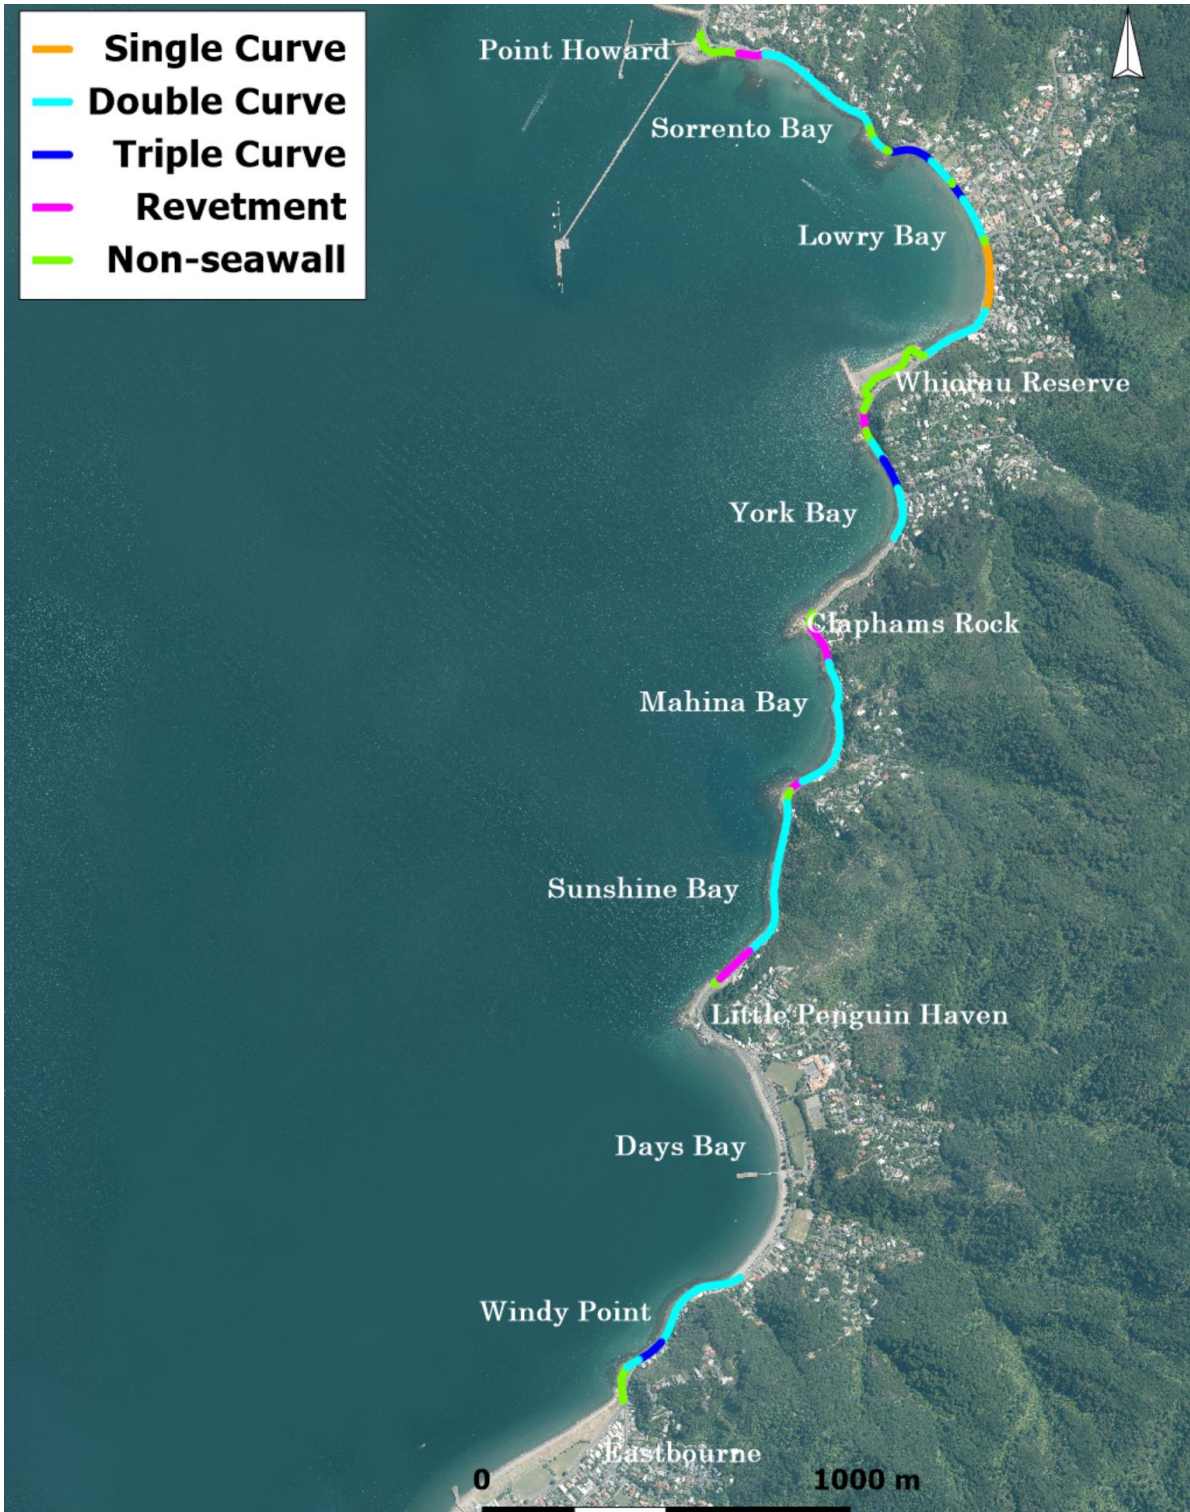 Single Curve
Double Curve
Triple Curve
Revetment
Non-seawall
Point Howard
Sorrento Bay
Lowry Bay
Whiorau Reserve
York Bay
Claphams Rock
Mahina Bay
Sunshine Bay
Little Penguin Haven
Days Bay
Windy Point
Eastbourne
0 1000 m